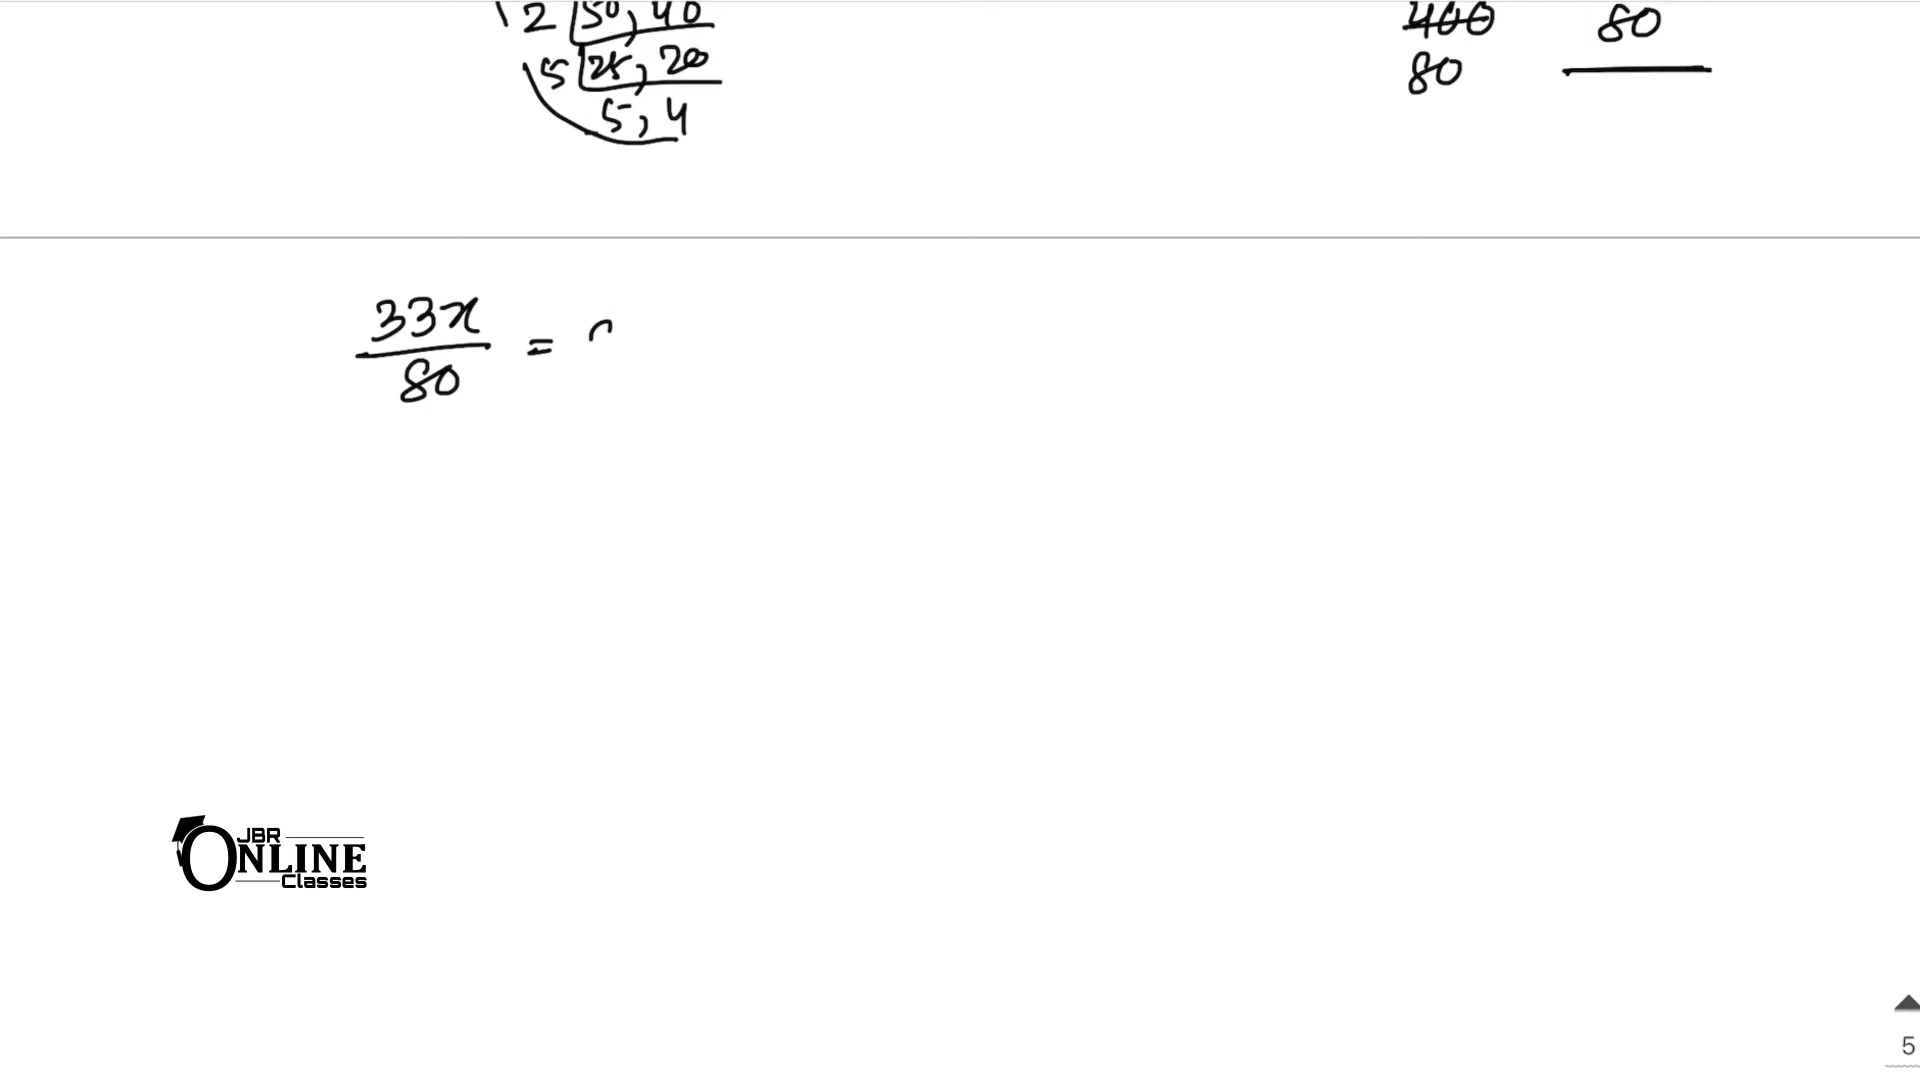 2 | 50, 40
5 | 25, 20
5, 4
400 80
80
33x
80 =
JBR
ONLINE
Classes
5